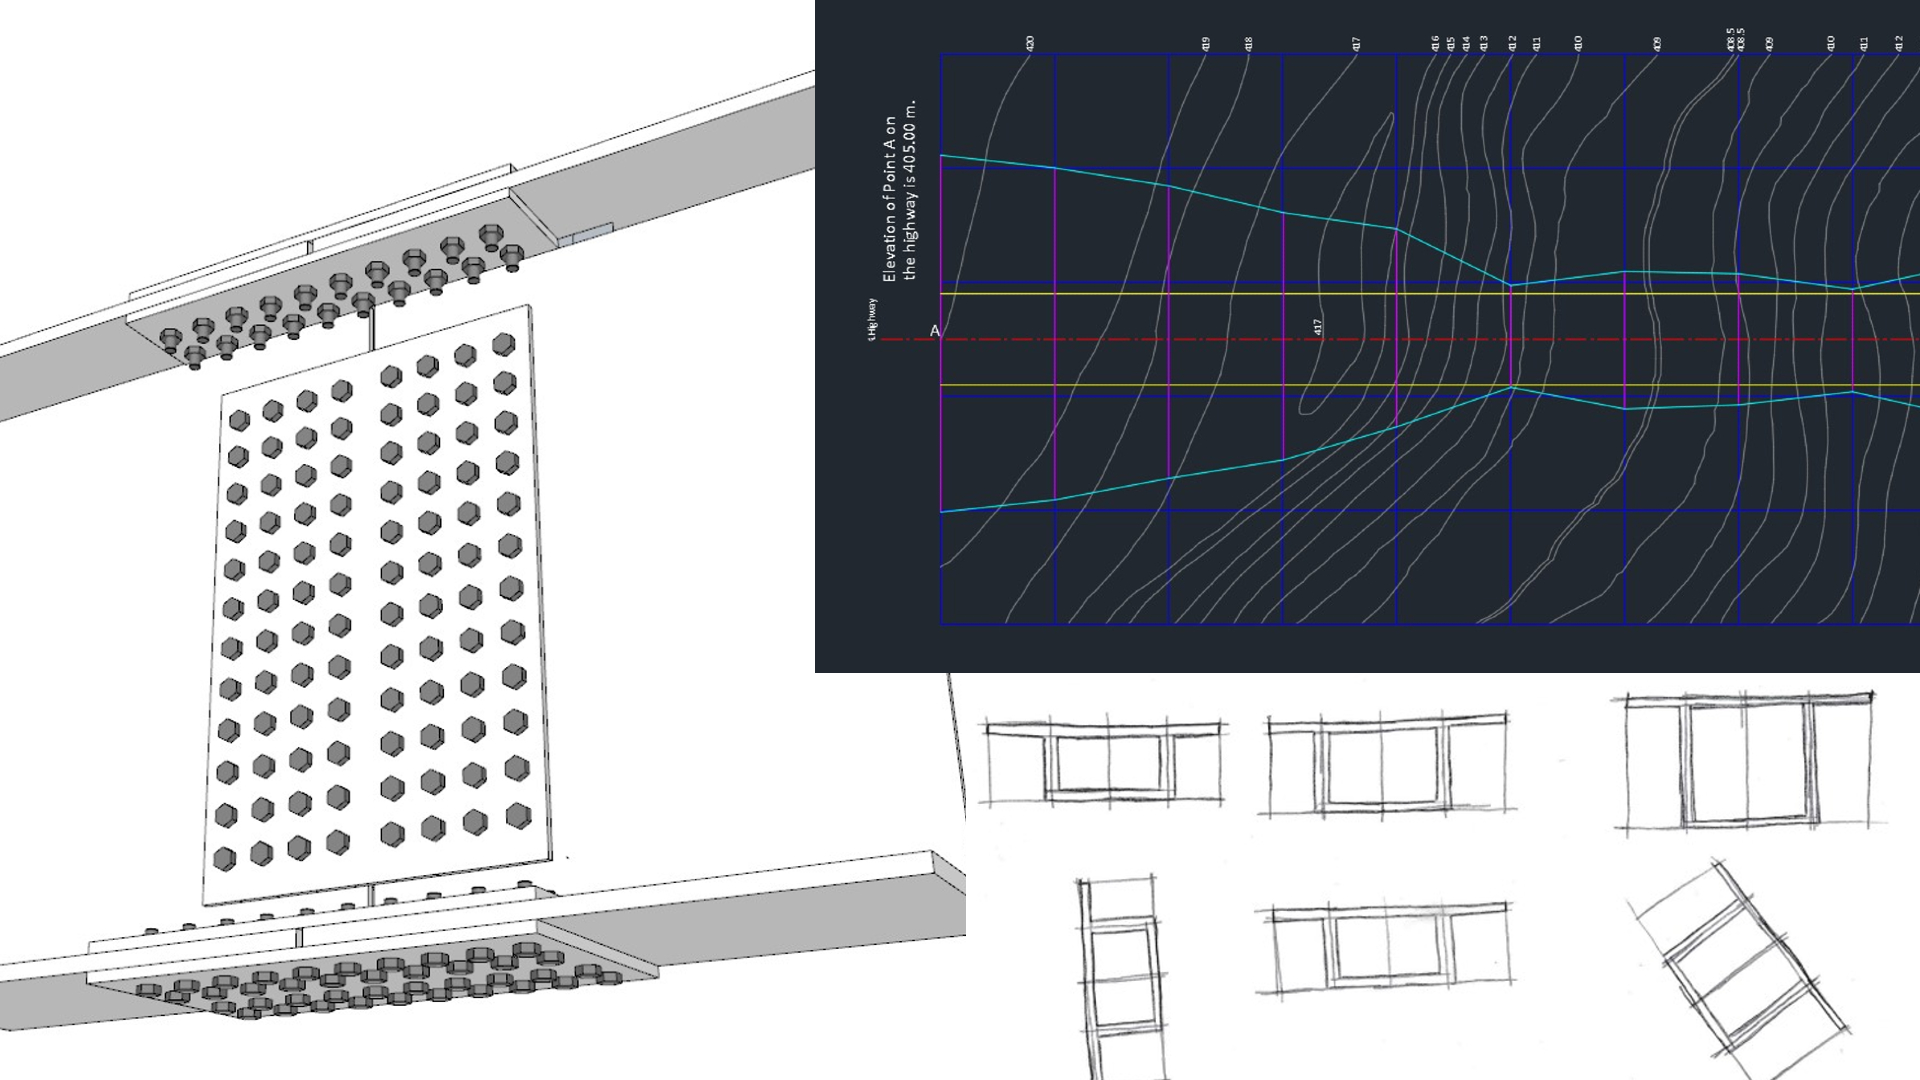 420 419 418 417 416 415 414 413 412 411 410 409 408.5 408.5 409 410 411 412
Elevation of Point A on
the highway is 405.00 m.
Highway
A
417